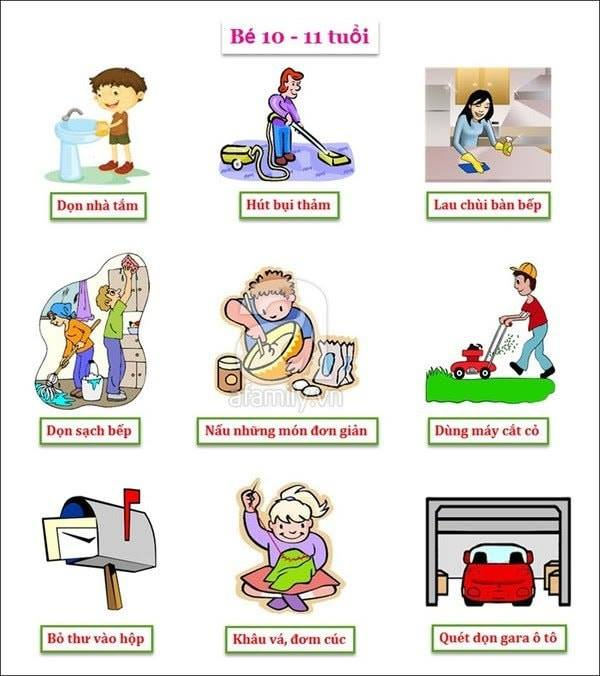 Bé 10 - 11 tuổi
Dọn nhà tắm
Hút bụi thảm
Lau chùi bàn bếp
Dọn sạch bếp
Nấu những món đơn giản
Dùng máy cắt cỏ
afamily.vn
Bỏ thư vào hộp
Khâu vá, đơm cúc
Quét dọn gara ô tô